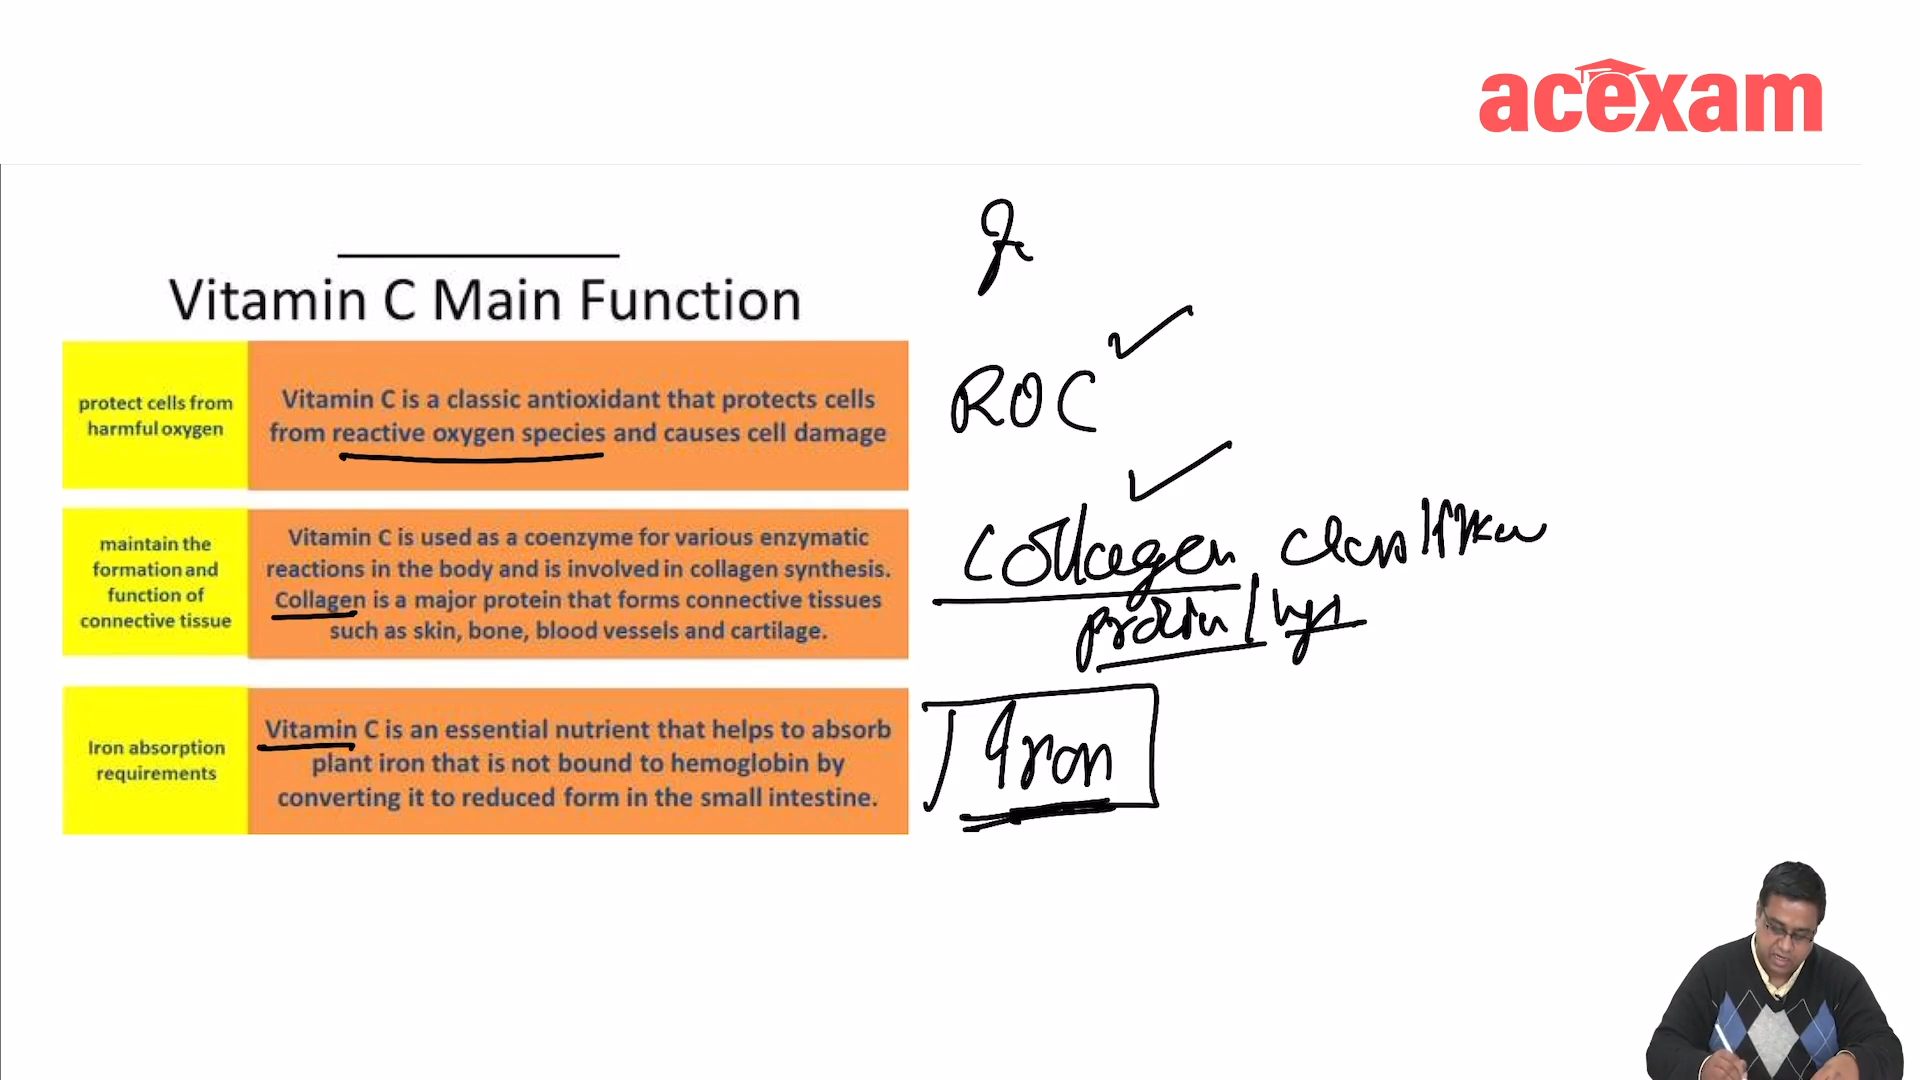 acexam
Vitamin C Main Function
protect cells from
harmful oxygen
Vitamin C is a classic antioxidant that protects cells
from reactive oxygen species and causes cell damage
maintain the
formation and
function of
connective tissue
Vitamin C is used as a coenzyme for various enzymatic
reactions in the body and is involved in collagen synthesis.
Collagen is a major protein that forms connective tissues
such as skin, bone, blood vessels and cartilage.
Iron absorption
requirements
Vitamin C is an essential nutrient that helps to absorb
plant iron that is not bound to hemoglobin by
converting it to reduced form in the small intestine.
ROC
Collagen
Iron